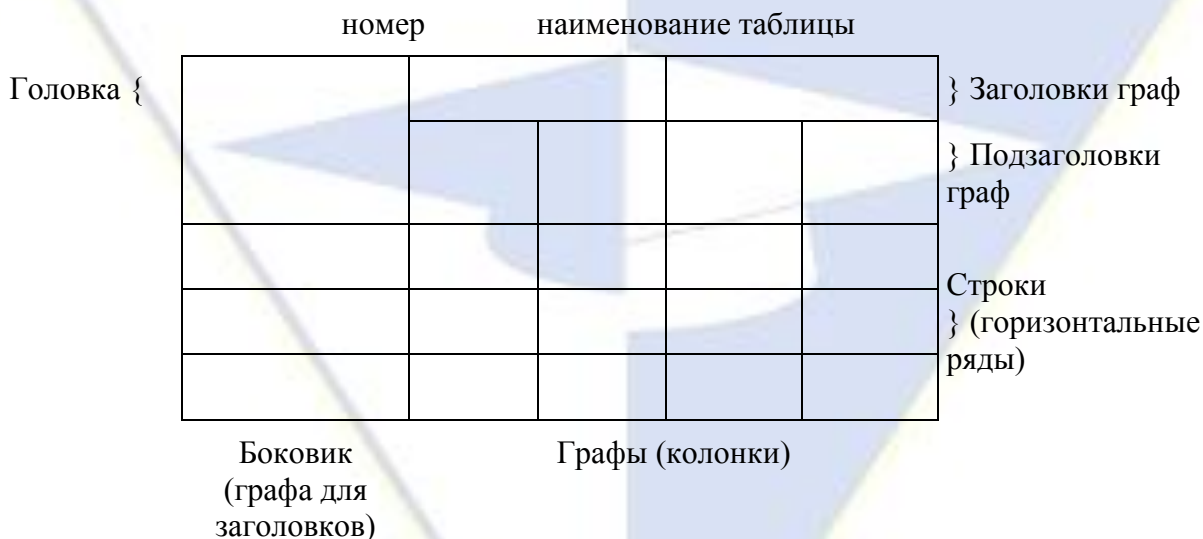 номер наименование таблицы
Головка {
} Заголовки граф
} Подзаголовки
граф
Строки
} (горизонтальные
ряды)
Боковик
(графа для
заголовков)
Графы (колонки)